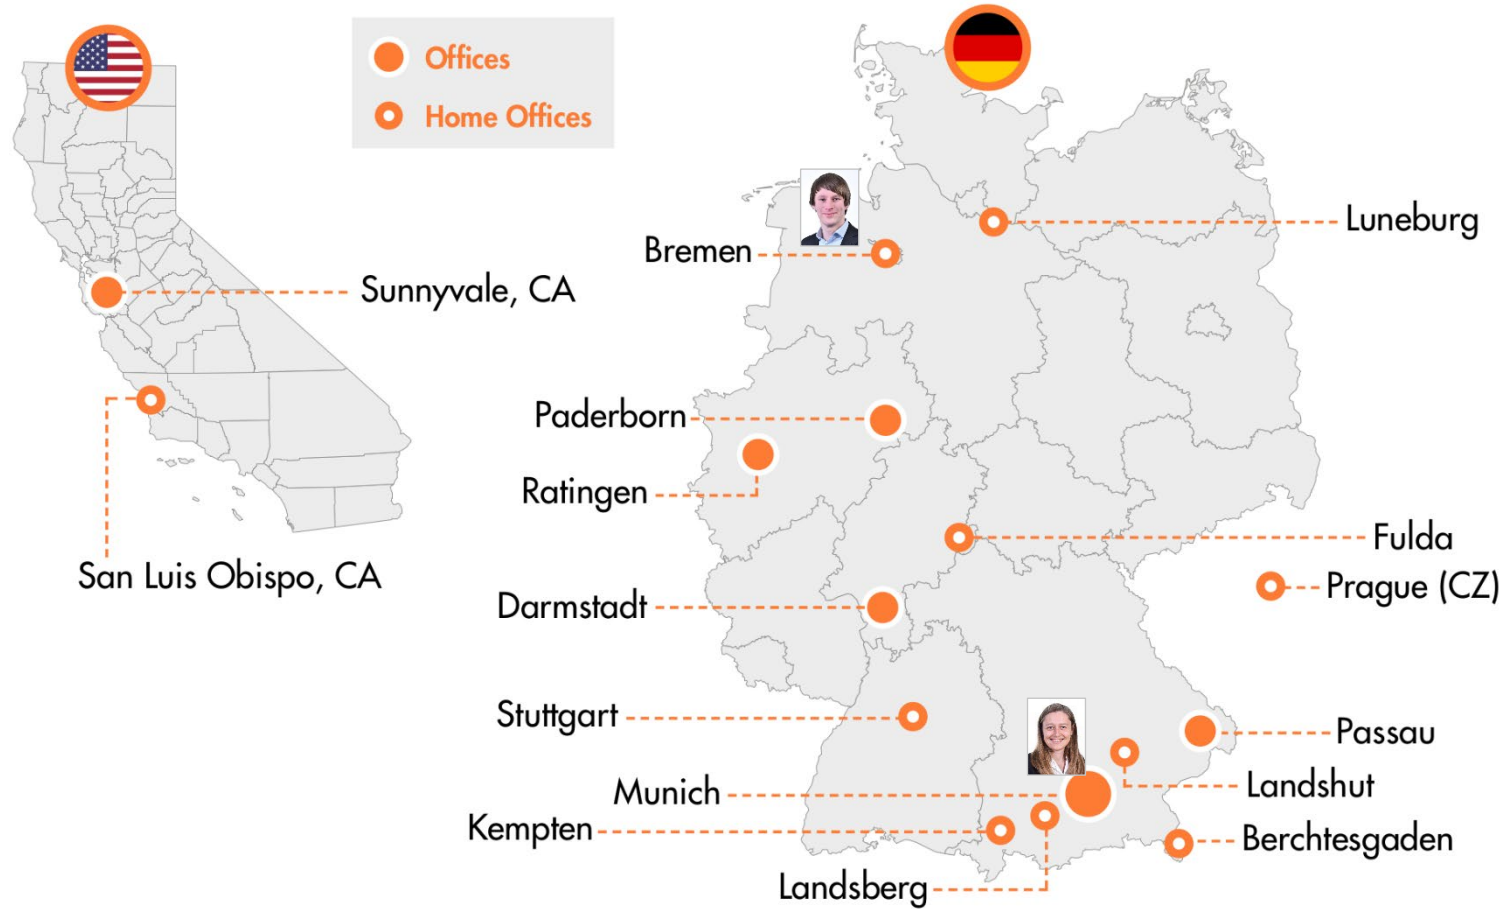 Offices
Home Offices
Luneburg
Bremen
Sunnyvale, CA
Paderborn
Ratingen
Fulda
San Luis Obispo, CA
Prague (CZ)
Darmstadt
Stuttgart
Passau
Munich
Landshut
Kempten
Berchtesgaden
Landsberg